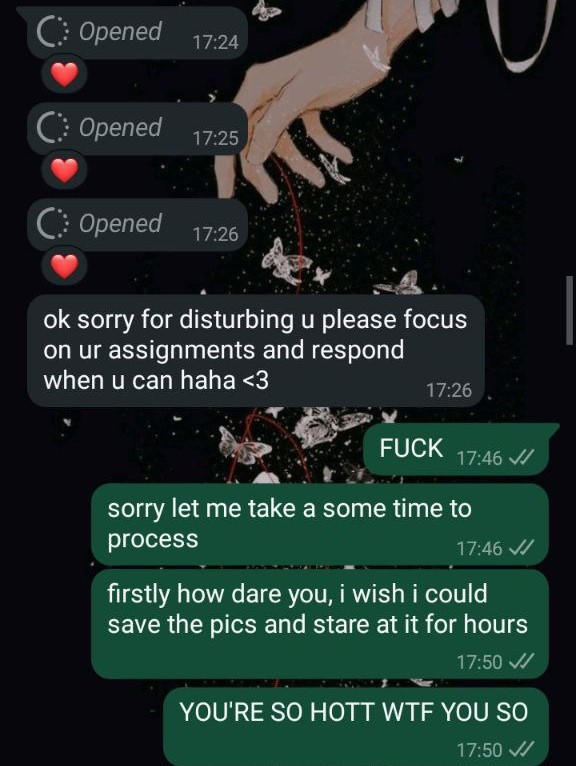 Opened
17:24
Opened
17:25
Opened
17:26
ok sorry for disturbing u please focus
on ur assignments and respond
when u can haha <3
17:26
FUCK
17:46
sorry let me take a some time to
process
17:46
firstly how dare you, i wish i could
save the pics and stare at it for hours
17:50
YOU'RE SO HOTT WTF YOU SO
17:50